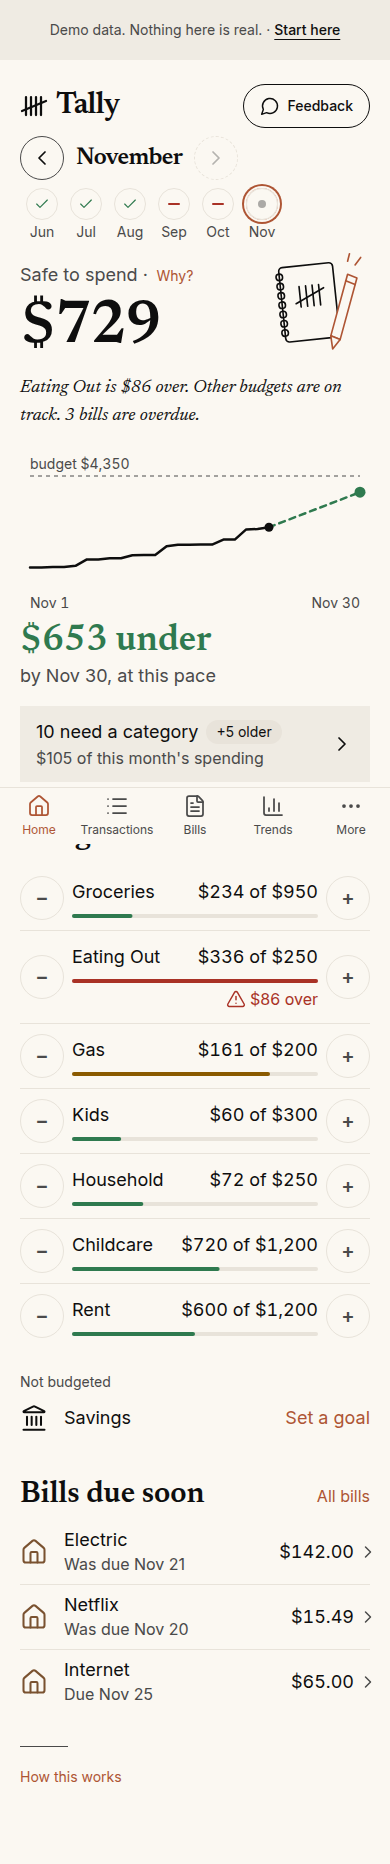 Demo data. Nothing here is real. · Start here
Tally
Feedback
November
Jun Jul Aug Sep Oct Nov
Safe to spend · Why?
$729
Eating Out is $86 over. Other budgets are on
track. 3 bills are overdue.
budget $4,350
Nov 1 Nov 30
$653 under
by Nov 30, at this pace
10 need a category +5 older
$105 of this month's spending
Home Transactions Bills Trends More
− Groceries $234 of $950 +
− Eating Out $336 of $250 +
$86 over
− Gas $161 of $200 +
− Kids $60 of $300 +
− Household $72 of $250 +
− Childcare $720 of $1,200 +
− Rent $600 of $1,200 +
Not budgeted
Savings Set a goal
Bills due soon All bills
Electric $142.00
Was due Nov 21
Netflix $15.49
Was due Nov 20
Internet $65.00
Due Nov 25
How this works